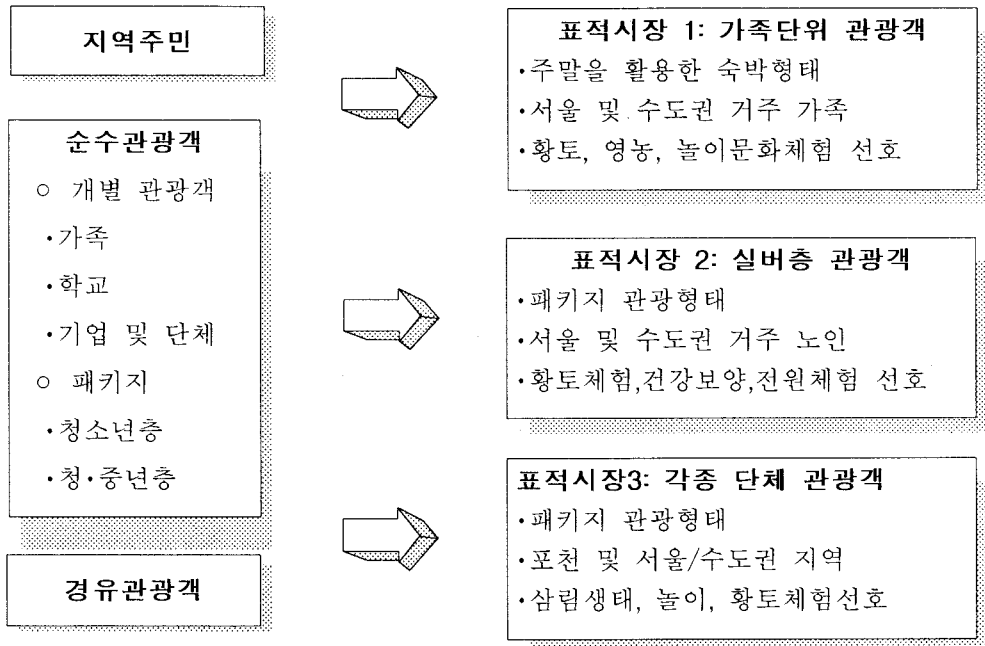 지역주민
순수관광객
○ 개별 관광객
·가족
·학교
·기업 및 단체
○ 패키지
·청소년층
·청·중년층
경유관광객
표적시장 1: 가족단위 관광객
·주말을 활용한 숙박형태
·서울 및 수도권 거주 가족
·황토, 영농, 놀이문화체험 선호
표적시장 2: 실버층 관광객
·패키지 관광형태
·서울 및 수도권 거주 노인
·황토체험,건강보양,전원체험 선호
표적시장3: 각종 단체 관광객
·패키지 관광형태
·포천 및 서울/수도권 지역
·삼림생태, 놀이, 황토체험선호